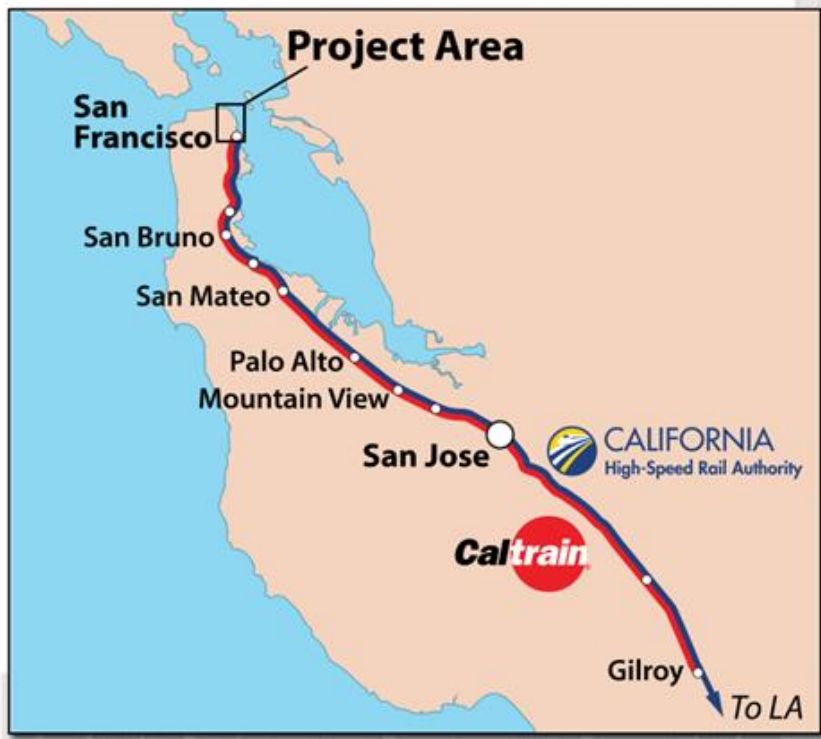 Project Area
San
Francisco
San Bruno
San Mateo
Palo Alto
Mountain View
San Jose
CALIFORNIA
High-Speed Rail Authority
Caltrain
Gilroy
To LA